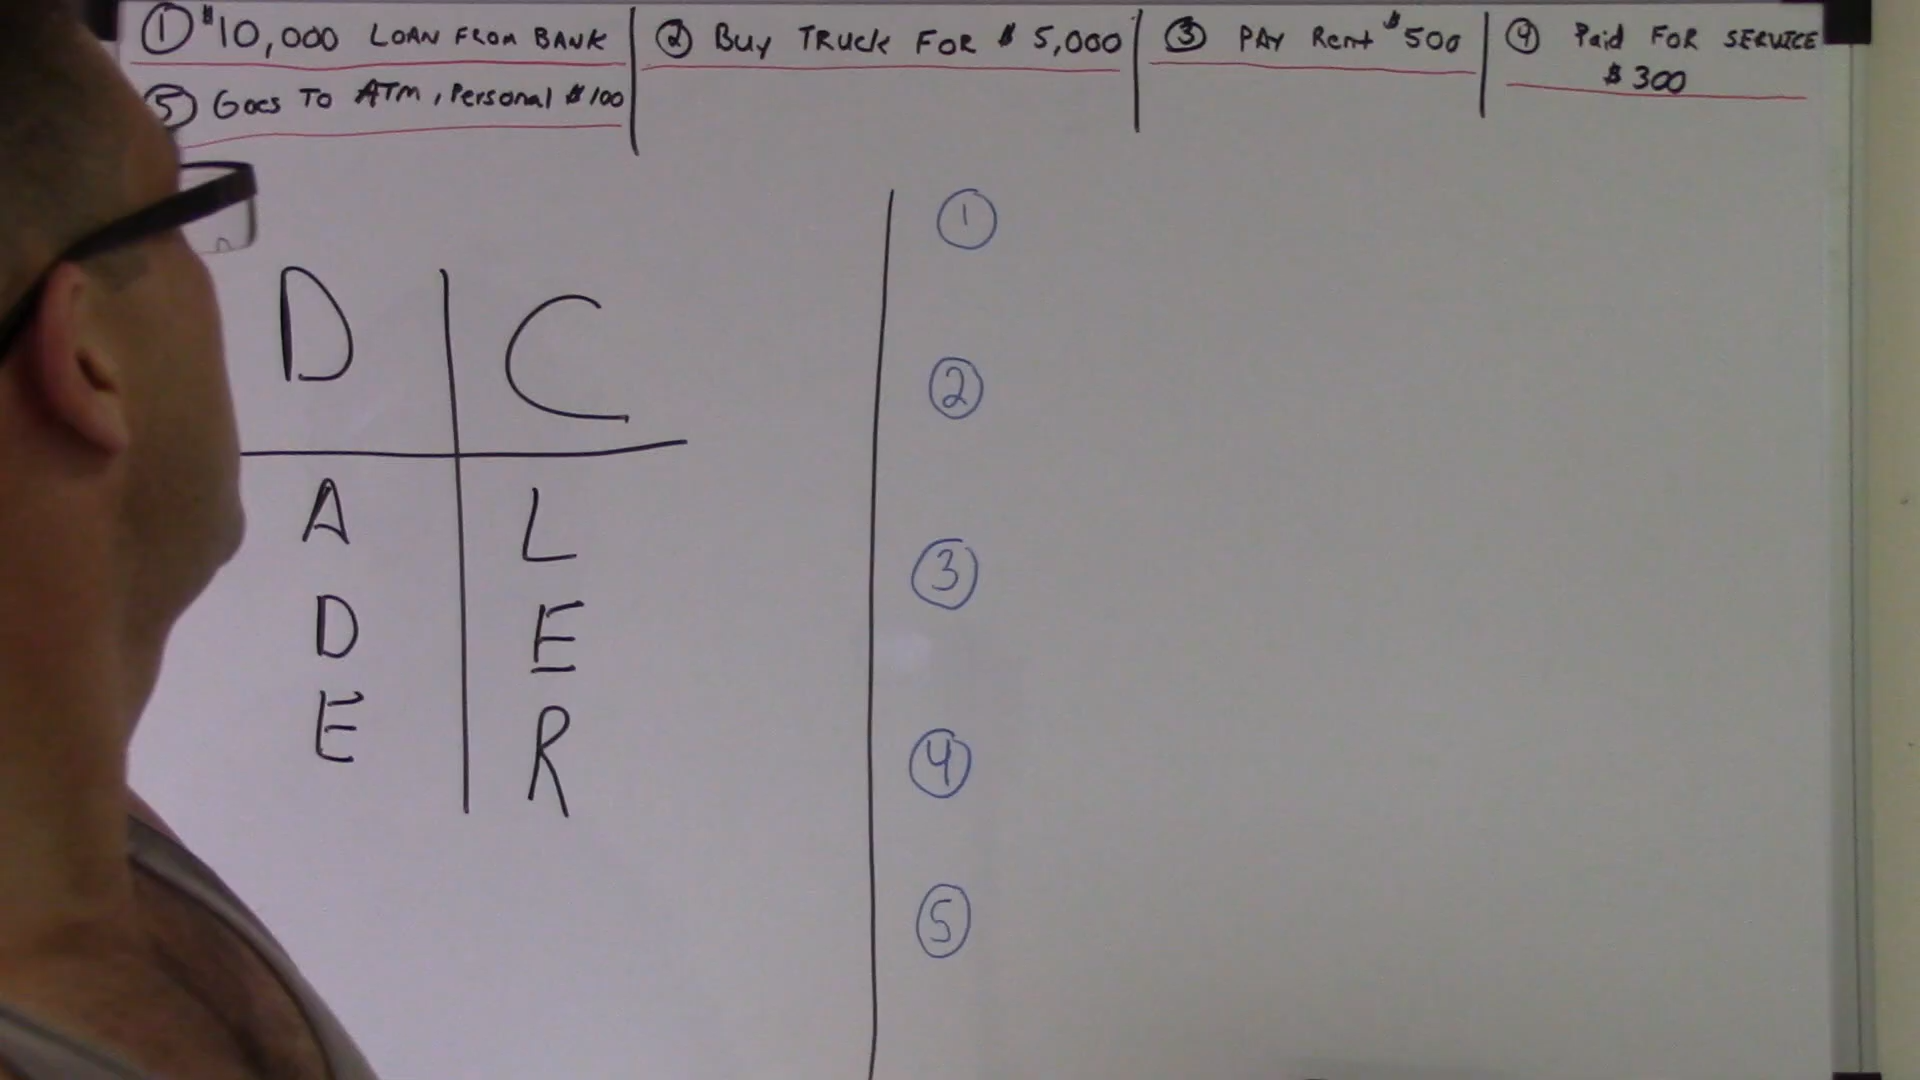 ① $10,000 LOAN FROM BANK
② Buy TRUCK FOR $ 5,000
③ PAY Rent $500
④ Paid FOR SERVICE
$ 300
⑤ Goes To ATM, Personal $100
D C
A L
D E
E R
①
②
③
④
⑤